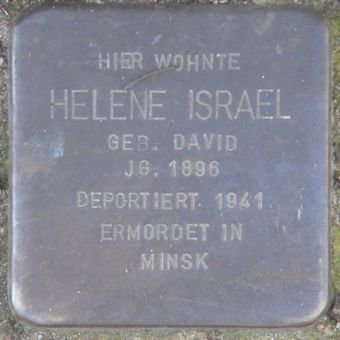 HIER WOHNTE
HELENE ISRAEL
GEB. DAVID
JG. 1896
DEPORTIERT 1941
ERMORDET IN
MINSK